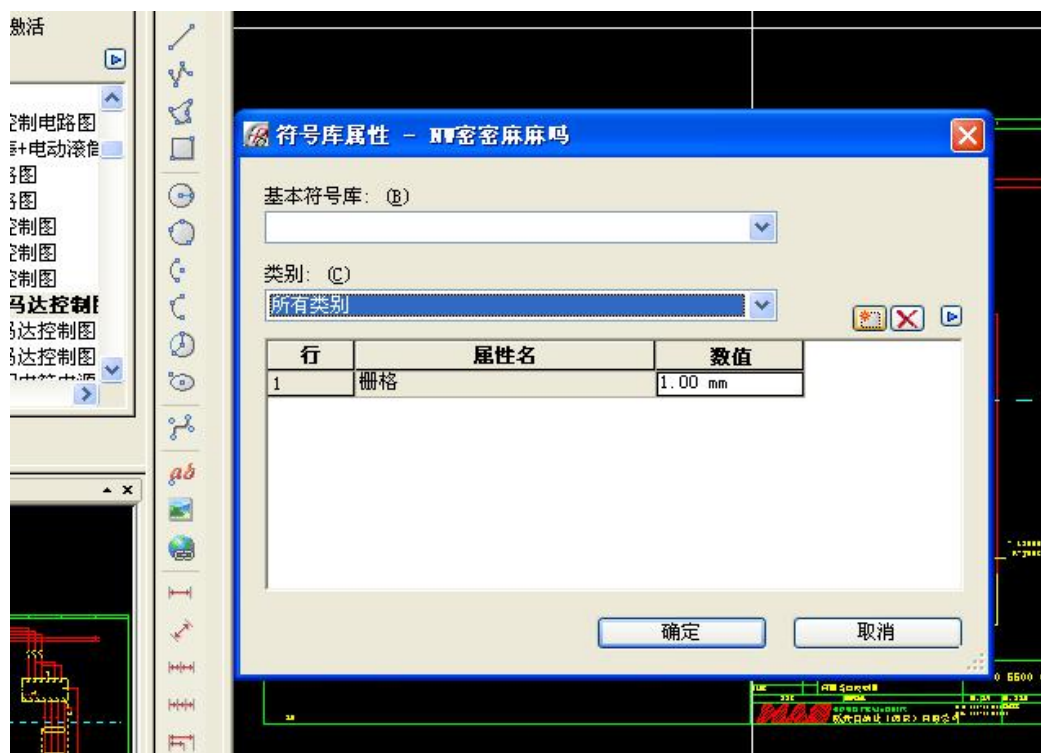 激活
控制电路图
+电动滚筒
路图
路图
控制图
控制图
控制图
马达控制图
马达控制图
马达控制图
ab
符号库属性 - NW密密麻麻吗
基本符号库: (B)
类别: (C)
所有类别
行 属性名 数值
1 栅格 1.00 mm
确定 取消